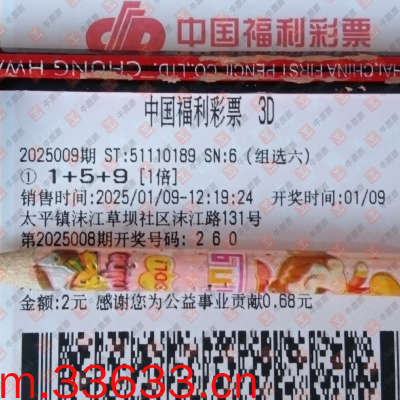 中国福利彩票
HAI,CHINA FIRST PENCIL CO.,LTD. CHUNG HWA
中国福利彩票 3D
2025009期 ST:51110189 SN:6 (组选六)
① 1+5+9 [1倍]
销售时间:2025/01/09-12:19:24 开奖时间:01/09
太平镇沫江草坝社区沫江路131号
第2025008期开奖号码: 2 6 0
金额:2元 感谢您为公益事业贡献0.68元
m.33633.cn